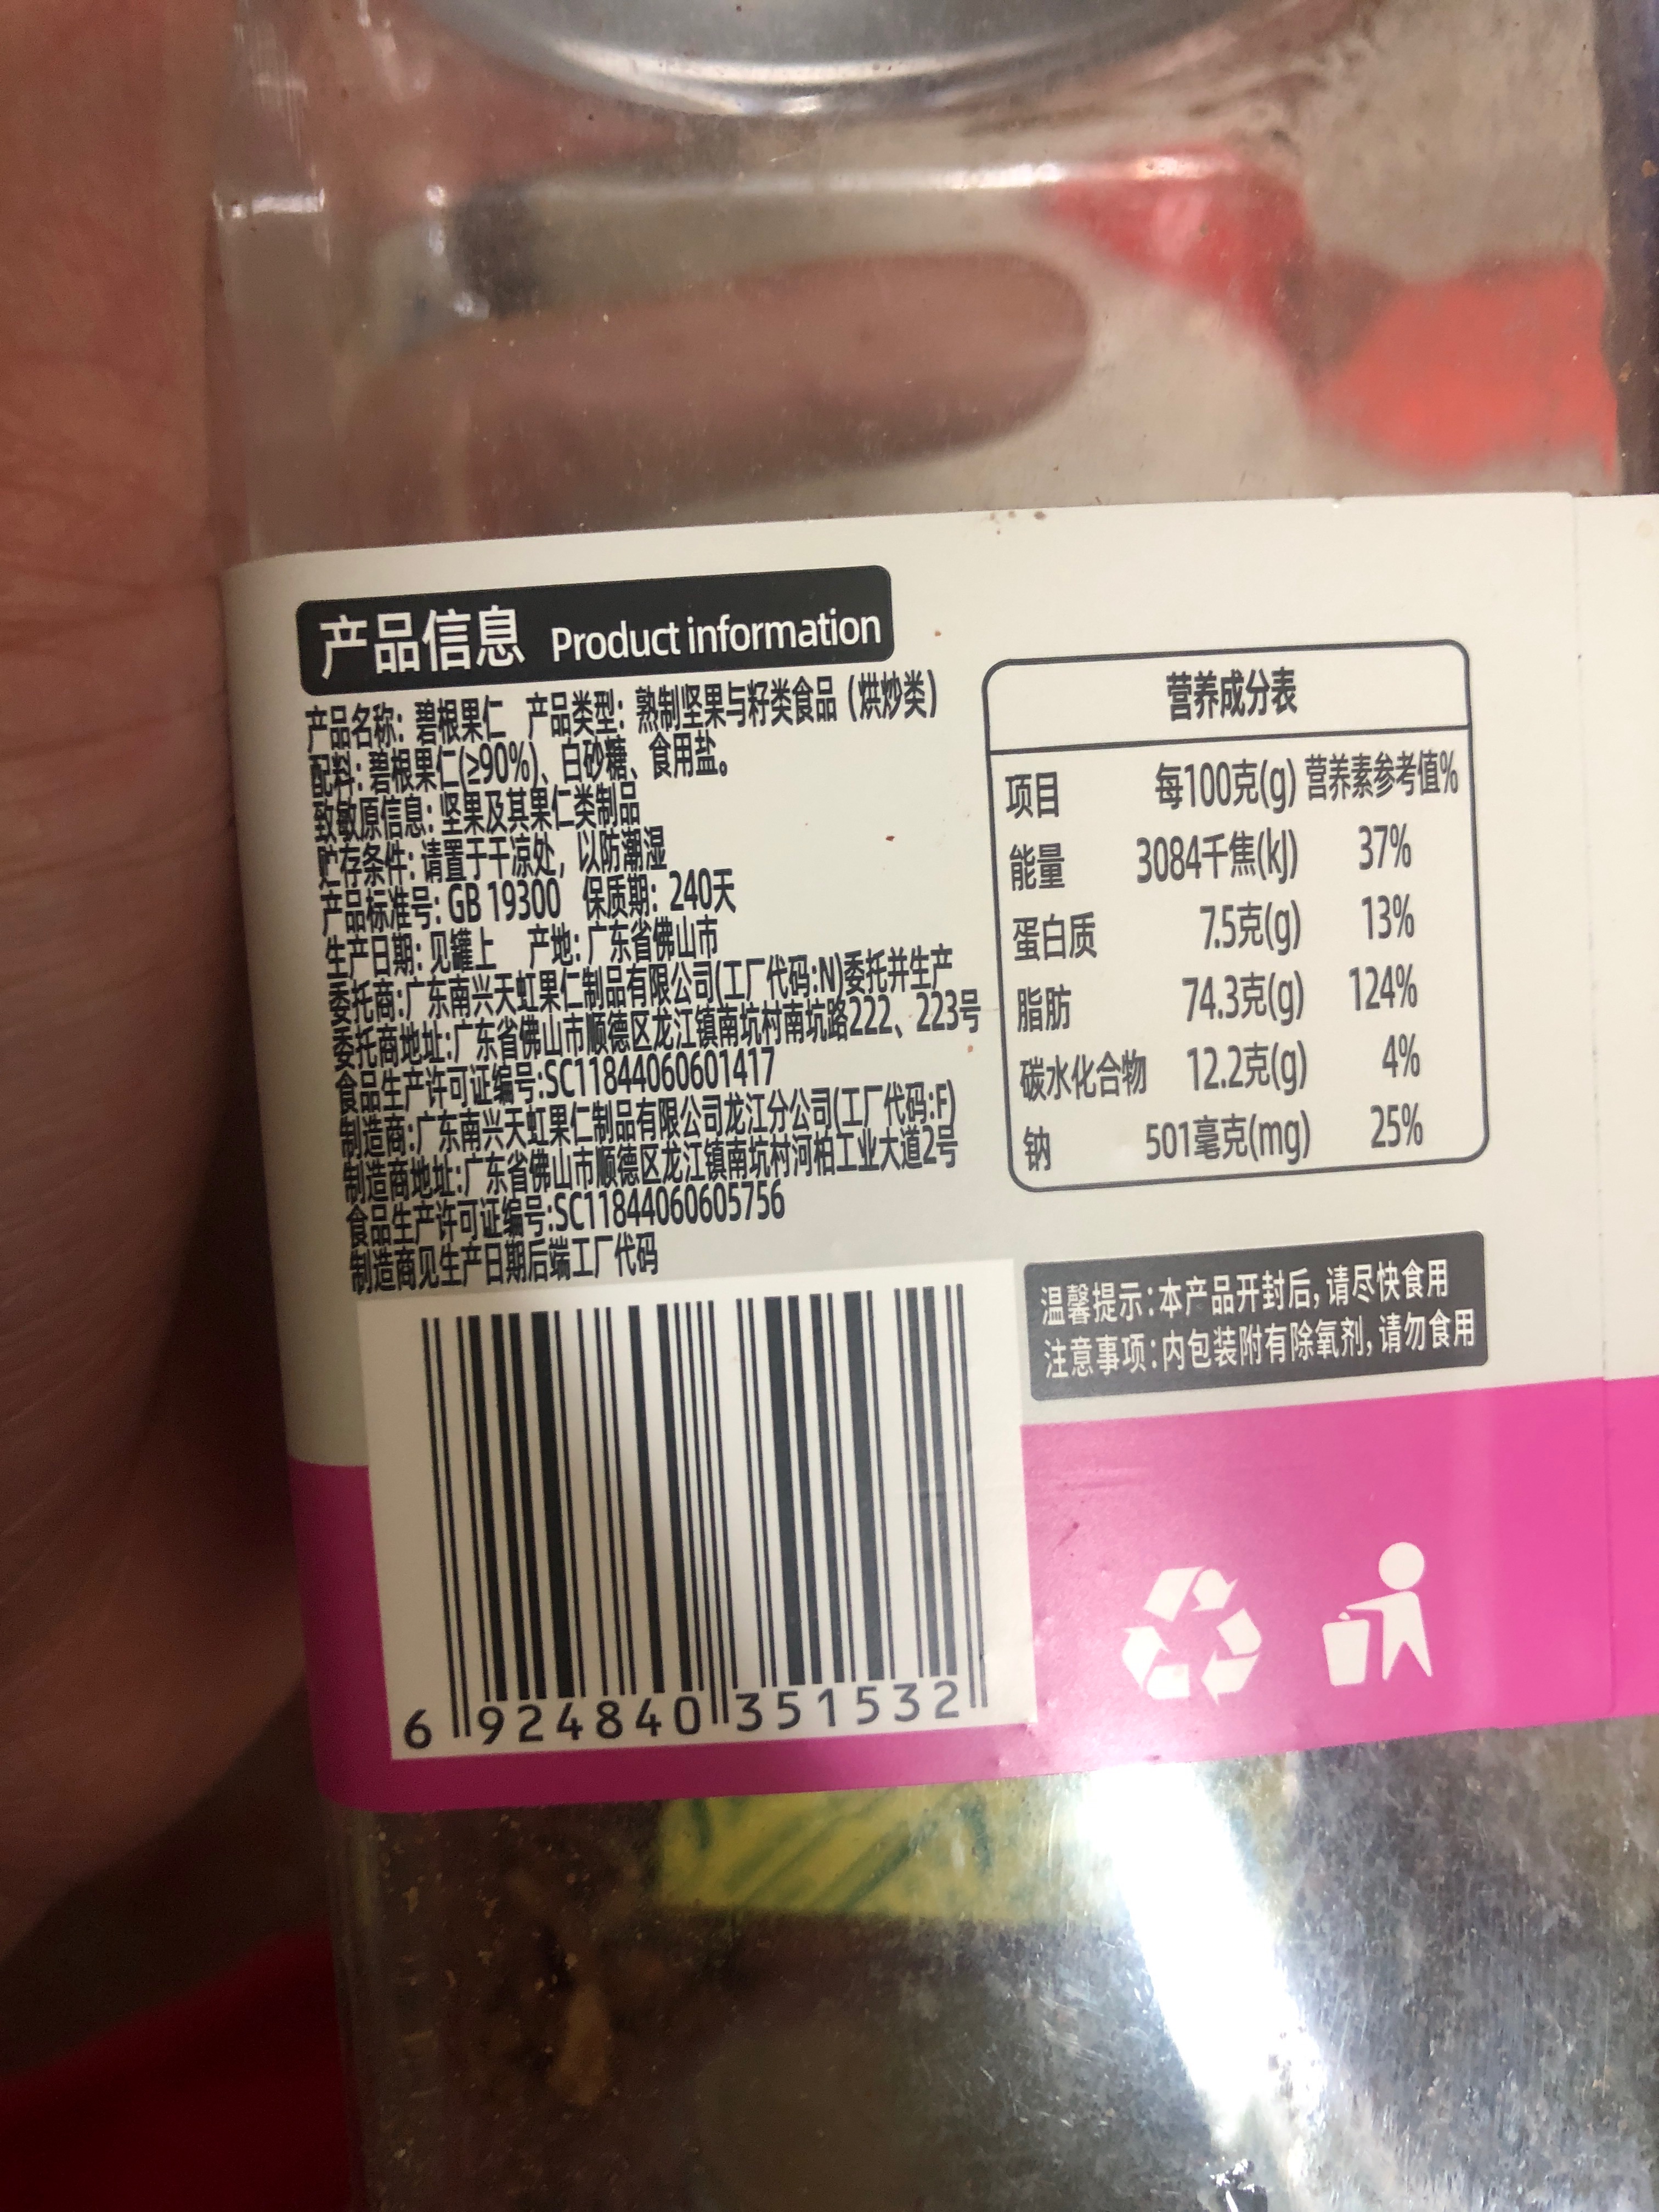 产品信息 Product information
产品名称: 碧根果仁 产品类型: 熟制坚果与籽类食品（烘炒类）
配料: 碧根果仁(≥90%)、白砂糖、食用盐。
致敏原信息: 坚果及其果仁类制品
贮存条件: 请置于干凉处，以防潮湿
产品标准号: GB 19300 保质期: 240天
生产日期: 见罐上 产地: 广东省佛山市
委托商:广东南兴天虹果仁制品有限公司(工厂代码:N)委托并生产
委托商地址:广东省佛山市顺德区龙江镇南坑村南坑路222、223号
食品生产许可证编号:SC11844060601417
制造商:广东南兴天虹果仁制品有限公司龙江分公司(工厂代码:F)
制造商地址:广东省佛山市顺德区龙江镇南坑村河柏工业大道2号
食品生产许可证编号:SC11844060605756
制造商见生产日期后端工厂代码
营养成分表
项目 每100克(g) 营养素参考值%
能量 3084千焦(kJ) 37%
蛋白质 7.5克(g) 13%
脂肪 74.3克(g) 124%
碳水化合物 12.2克(g) 4%
钠 501毫克(mg) 25%
温馨提示:本产品开封后,请尽快食用
注意事项:内包装附有除氧剂,请勿食用
6 924840 351532